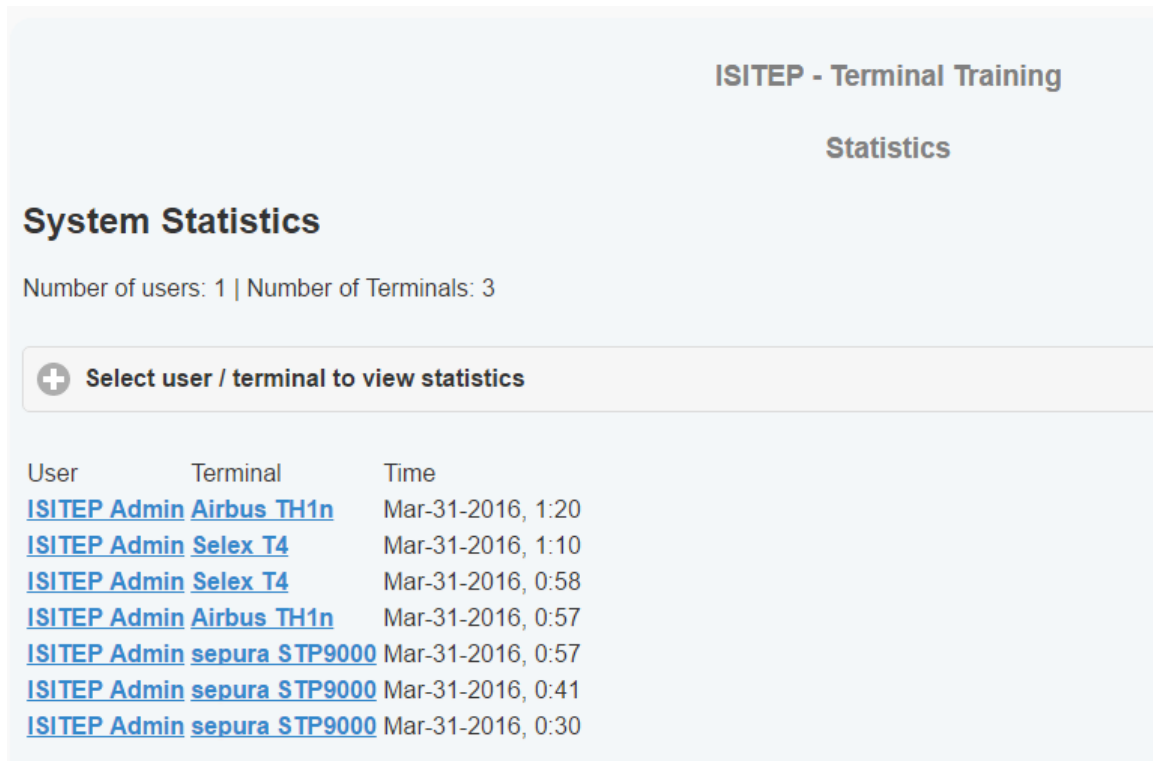 ISITEP - Terminal Training
Statistics
System Statistics
Number of users: 1 | Number of Terminals: 3
Select user / terminal to view statistics
User Terminal Time
ISITEP Admin Airbus TH1n Mar-31-2016, 1:20
ISITEP Admin Selex T4 Mar-31-2016, 1:10
ISITEP Admin Selex T4 Mar-31-2016, 0:58
ISITEP Admin Airbus TH1n Mar-31-2016, 0:57
ISITEP Admin sepura STP9000 Mar-31-2016, 0:57
ISITEP Admin sepura STP9000 Mar-31-2016, 0:41
ISITEP Admin sepura STP9000 Mar-31-2016, 0:30